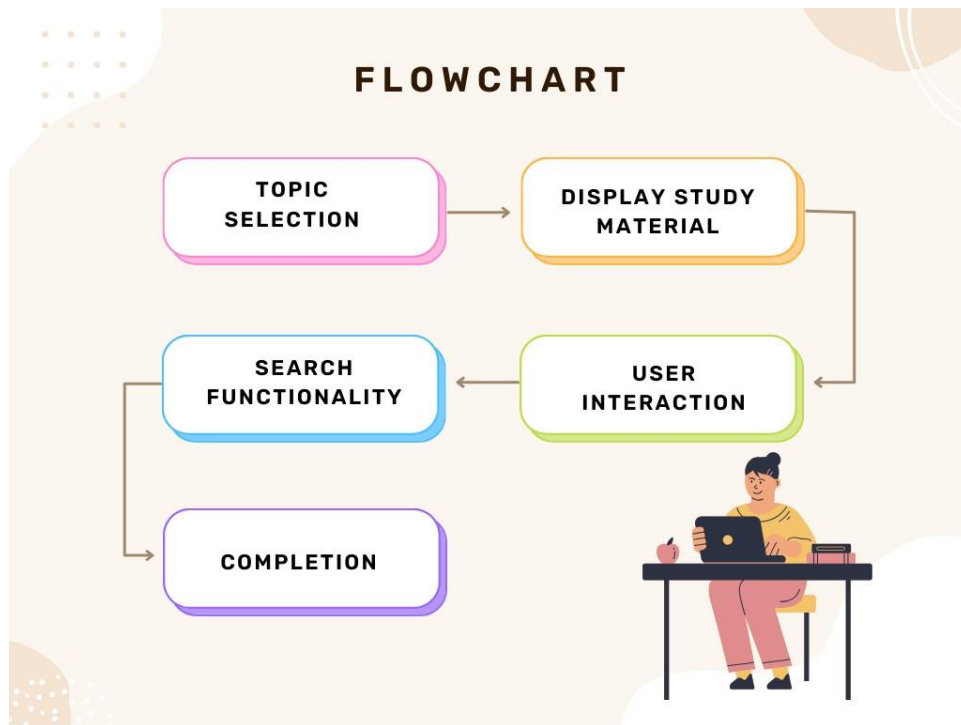 FLOWCHART
TOPIC
SELECTION
DISPLAY STUDY
MATERIAL
SEARCH
FUNCTIONALITY
USER
INTERACTION
COMPLETION